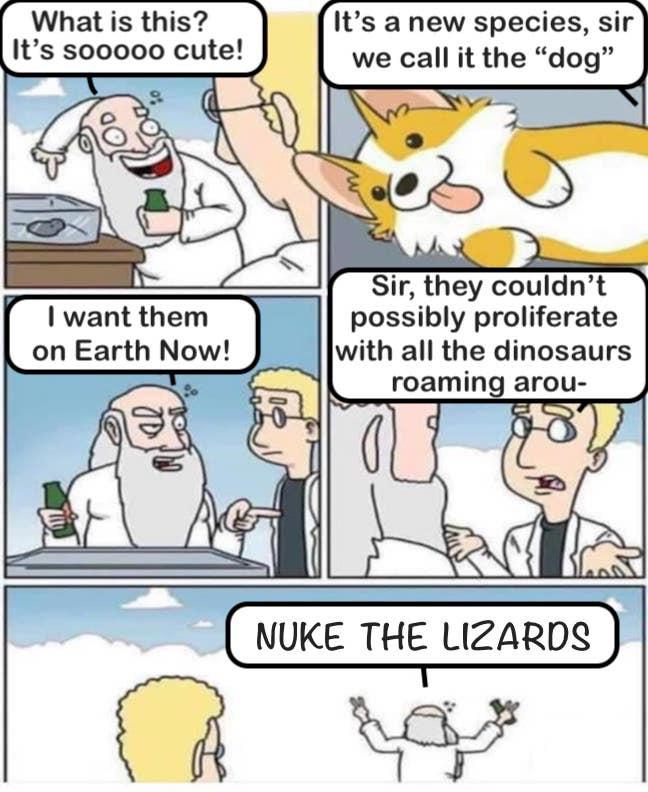 What is this?
It's sooooo cute!
It's a new species, sir
we call it the “dog”
I want them
on Earth Now!
Sir, they couldn't
possibly proliferate
with all the dinosaurs
roaming arou-
NUKE THE LIZARDS